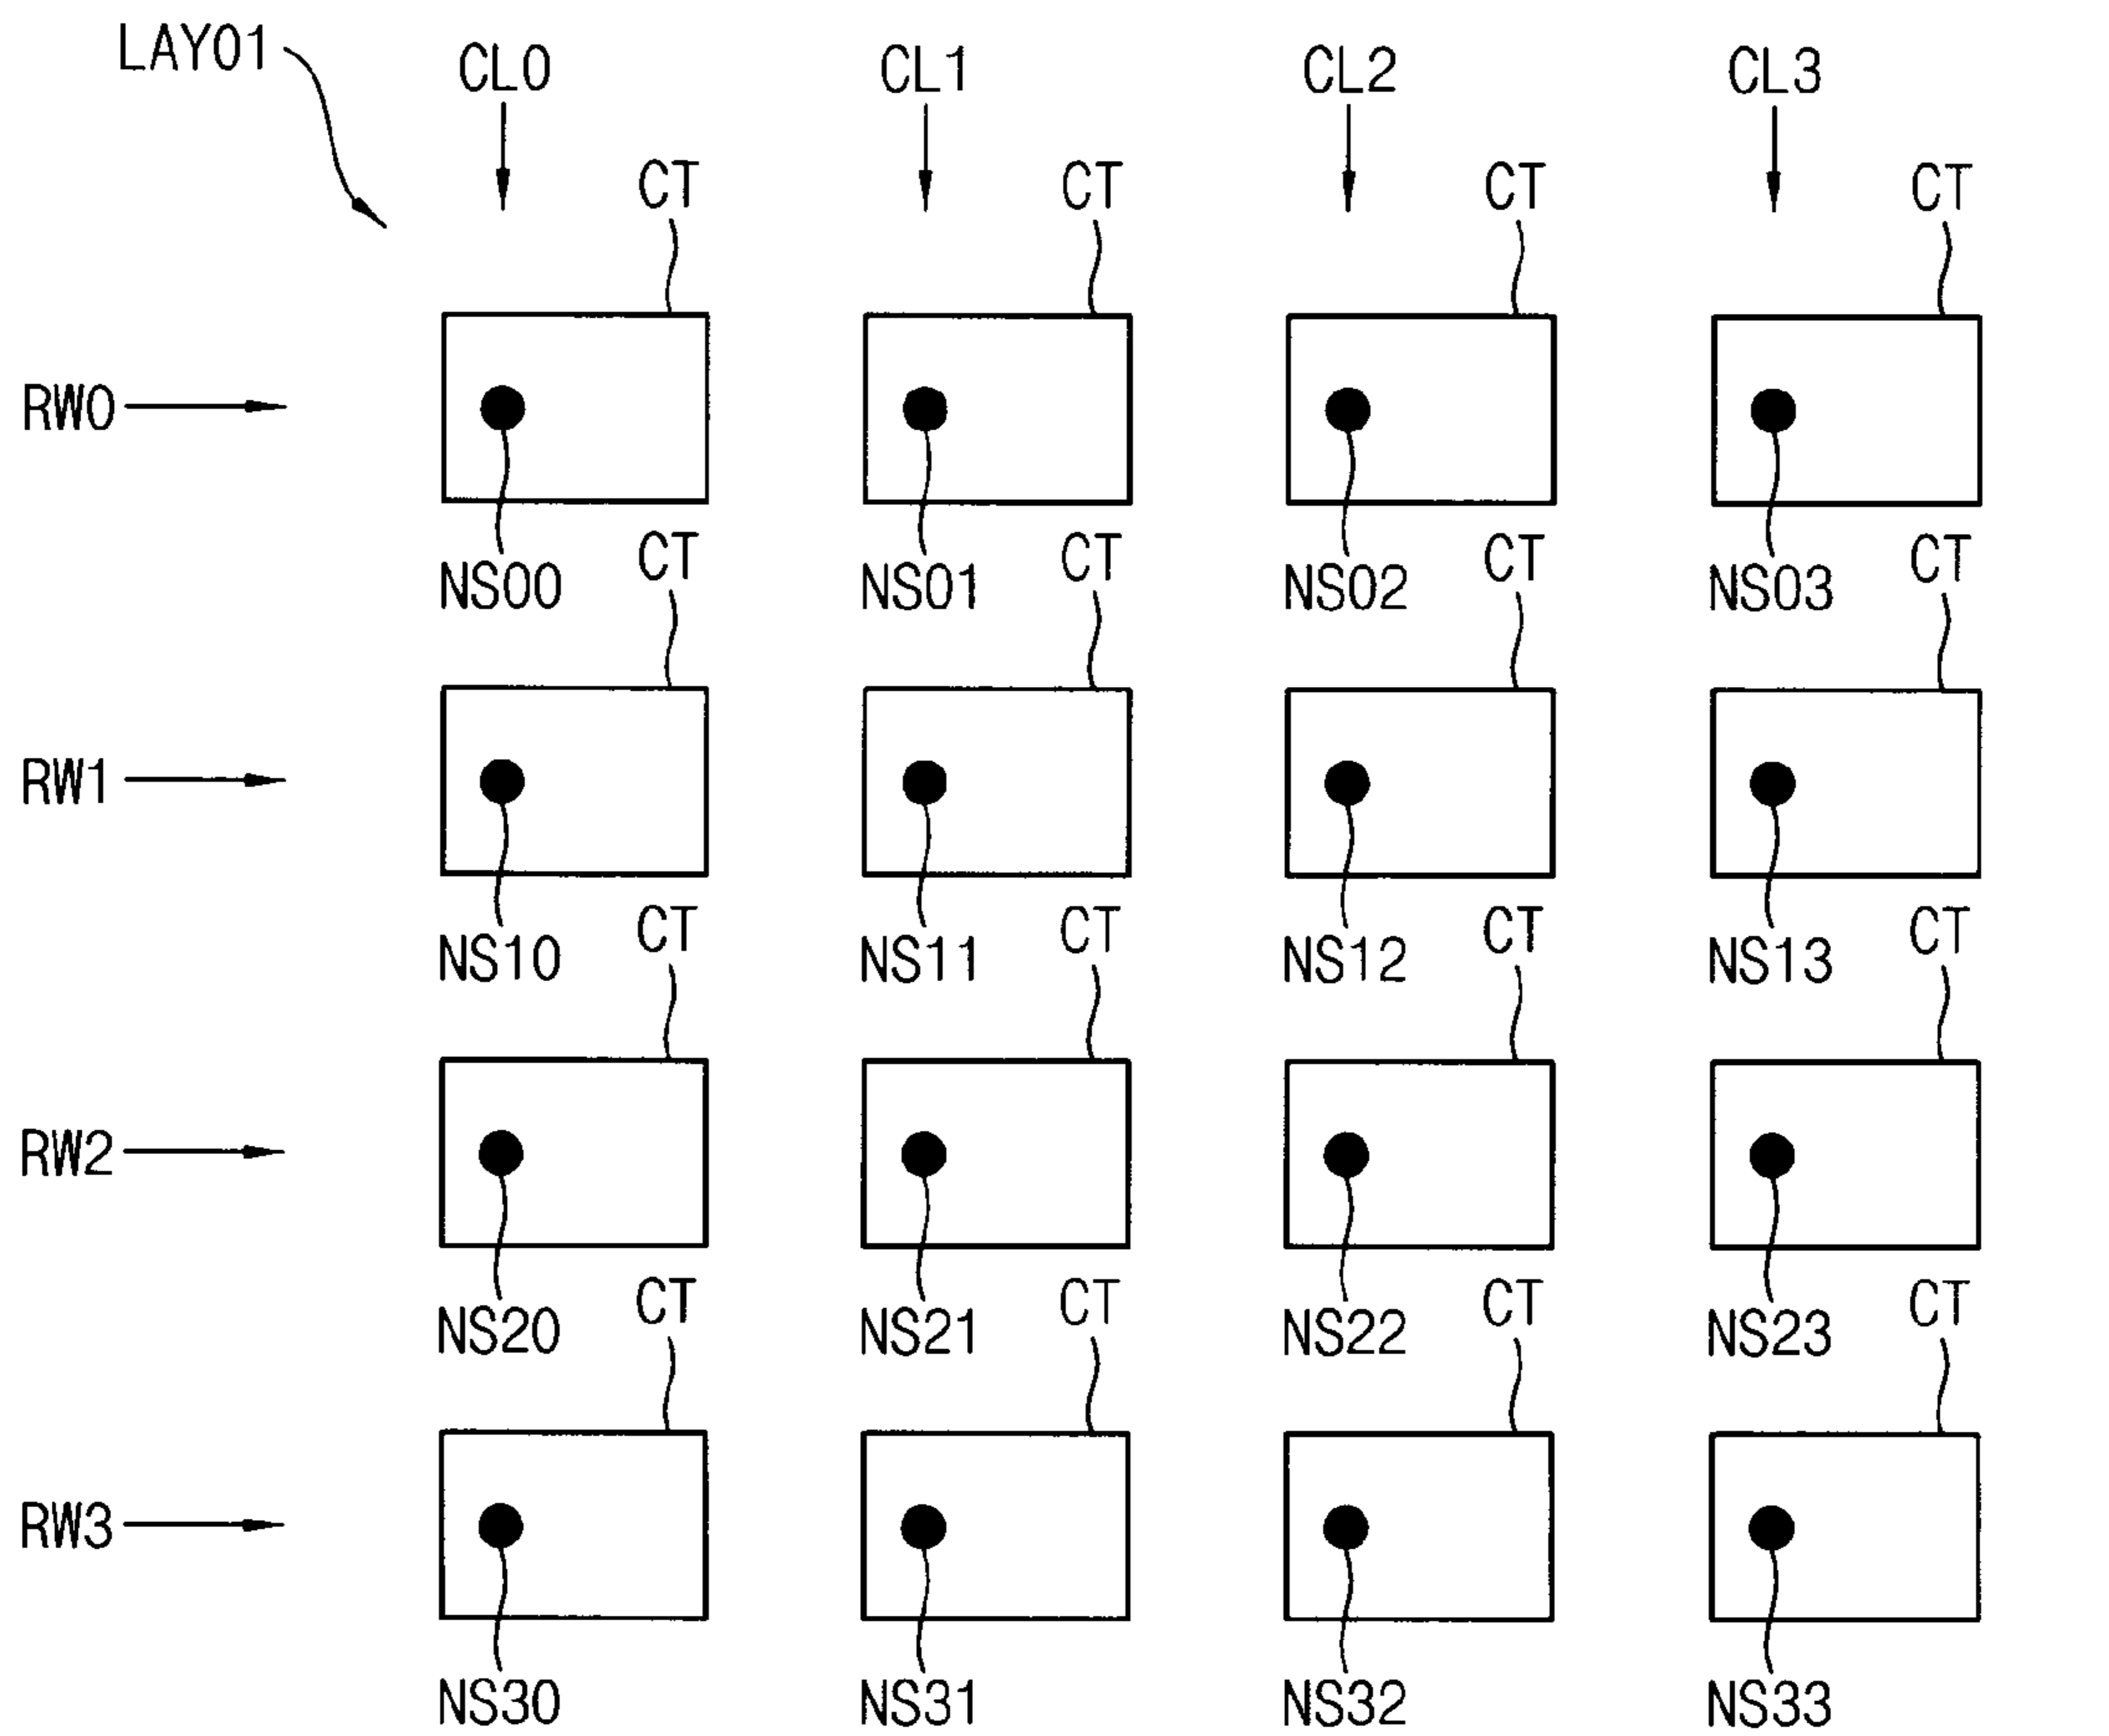 LAY01
CL0 CL1 CL2 CL3
CT CT CT CT
RW0
NS00 NS01 NS02 NS03
CT CT CT CT
RW1
NS10 NS11 NS12 NS13
CT CT CT CT
RW2
NS20 NS21 NS22 NS23
CT CT CT CT
RW3
NS30 NS31 NS32 NS33